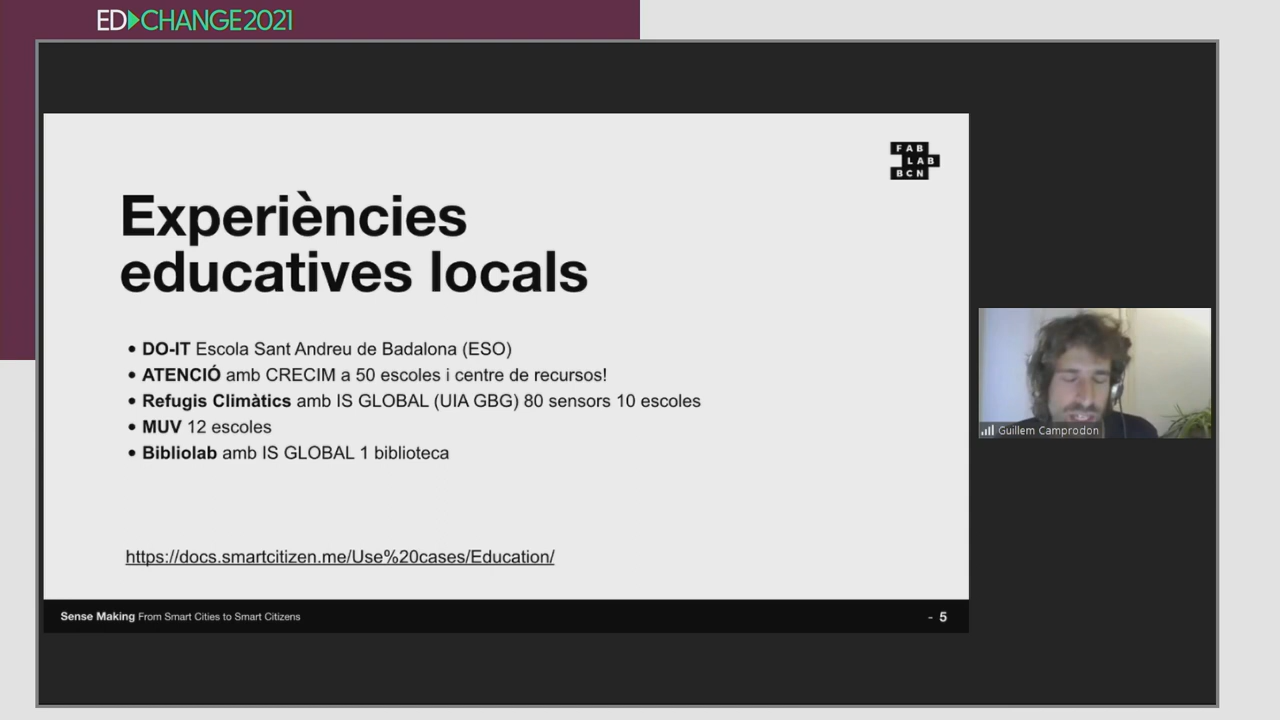 ED CHANGE2021
FAB
LAB
BCN
Experiències
educatives locals
• DO-IT Escola Sant Andreu de Badalona (ESO)
• ATENCIÓ amb CRECIM a 50 escoles i centre de recursos!
• Refugis Climàtics amb IS GLOBAL (UIA GBG) 80 sensors 10 escoles
• MUV 12 escoles
• Bibliolab amb IS GLOBAL 1 biblioteca
https://docs.smartcitizen.me/Use%20cases/Education/
Sense Making From Smart Cities to Smart Citizens
- 5
Guillem Camprodon